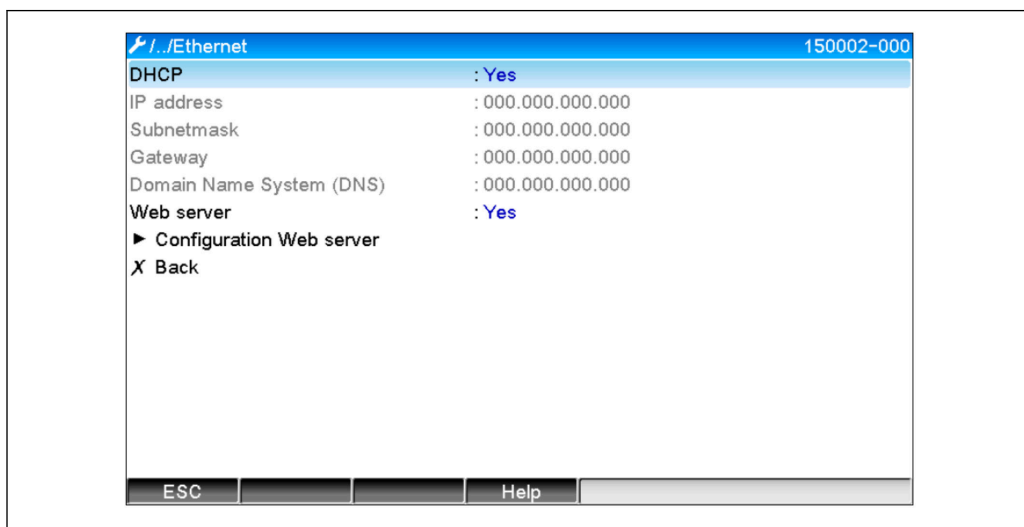 /../Ethernet 150002-000
DHCP : Yes
IP address : 000.000.000.000
Subnetmask : 000.000.000.000
Gateway : 000.000.000.000
Domain Name System (DNS) : 000.000.000.000
Web server : Yes
► Configuration Web server
X Back
ESC Help